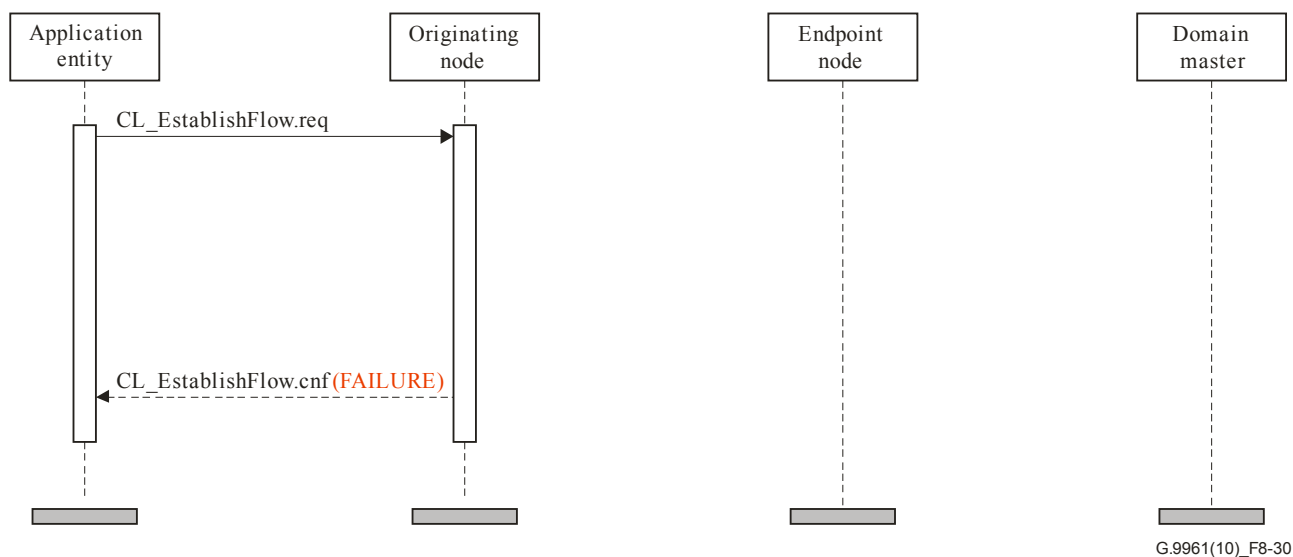 Application
entity
Originating
node
Endpoint
node
Domain
master
CL_EstablishFlow.req
CL_EstablishFlow.cnf (FAILURE)
G.9961(10)_F8-30